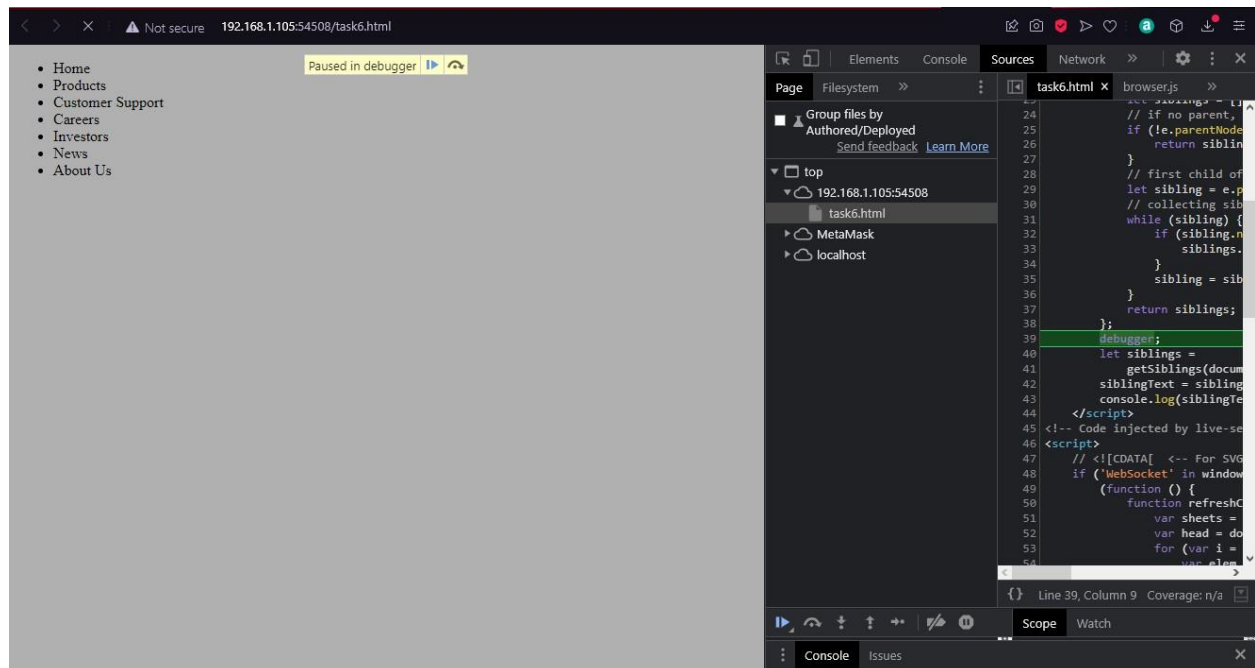 Not secure 192.168.1.105:54508/task6.html
Home
Products
Customer Support
Careers
Investors
News
About Us
Paused in debugger
Elements Console Sources Network »
Page Filesystem »
task6.html × browser.js »
Group files by
Authored/Deployed
Send feedback Learn More
top
192.168.1.105:54508
task6.html
MetaMask
localhost
24 // if no parent,
25 if (!e.parentNode
26 return siblin
27 }
28 // first child of
29 let sibling = e.p
30 // collecting sib
31 while (sibling) {
32 if (sibling.n
33 siblings.
34 }
35 sibling = sib
36 }
37 return siblings;
38 };
39 debugger;
40 let siblings =
41 getSiblings(docum
42 siblingText = sibling
43 console.log(siblingTe
44 </script>
45 <!-- Code injected by live-se
46 <script>
47 // <![CDATA[ <-- For SVG
48 if ('WebSocket' in window
49 (function () {
50 function refreshC
51 var sheets =
52 var head = do
53 for (var i =
54 var elem
{} Line 39, Column 9 Coverage: n/a
Scope Watch
Console Issues